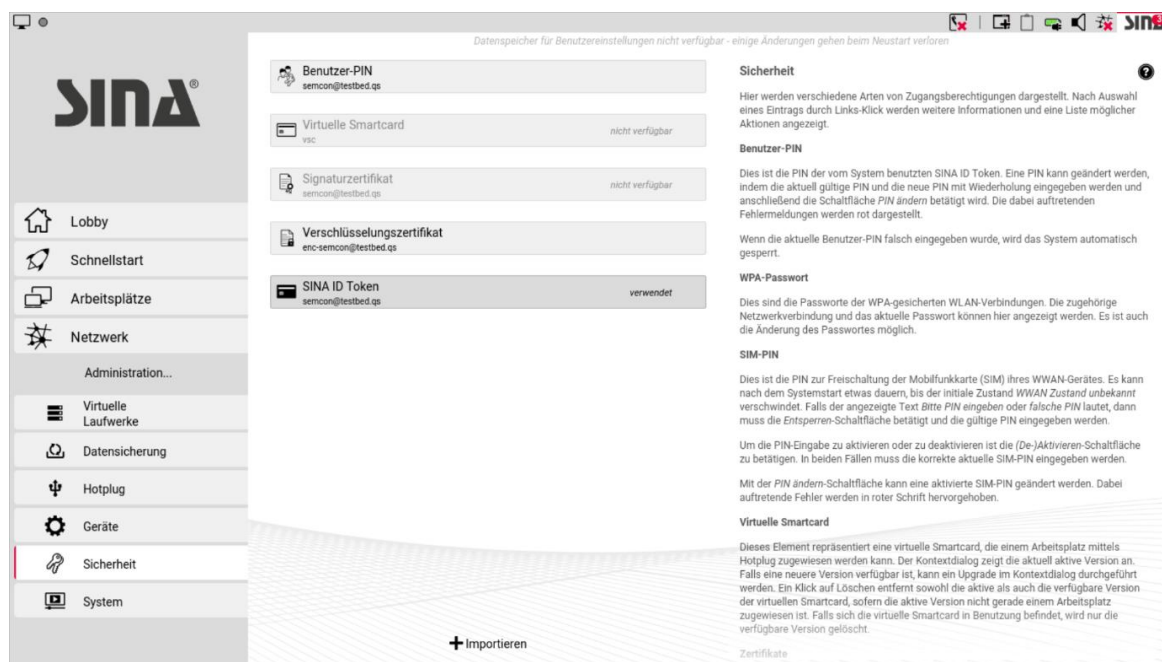 SINA
Datenspeicher für Benutzereinstellungen nicht verfügbar - einige Änderungen gehen beim Neustart verloren
SINA®
Lobby
Schnellstart
Arbeitsplätze
Netzwerk
Administration...
Virtuelle
Laufwerke
Datensicherung
Hotplug
Geräte
Sicherheit
System
Benutzer-PIN
semcon@testbed.qs
Virtuelle Smartcard
vsc
nicht verfügbar
Signaturzertifikat
semcon@testbed.qs
nicht verfügbar
Verschlüsselungszertifikat
enc-semcon@testbed.qs
SINA ID Token
semcon@testbed.qs
verwendet
Importieren
Sicherheit
Hier werden verschiedene Arten von Zugangsberechtigungen dargestellt. Nach Auswahl
eines Eintrags durch Links-Klick werden weitere Informationen und eine Liste möglicher
Aktionen angezeigt.
Benutzer-PIN
Dies ist die PIN der vom System benutzten SINA ID Token. Eine PIN kann geändert werden,
indem die aktuell gültige PIN und die neue PIN mit Wiederholung eingegeben werden und
anschließend die Schaltfläche PIN ändern betätigt wird. Die dabei auftretenden
Fehlermeldungen werden rot dargestellt.
Wenn die aktuelle Benutzer-PIN falsch eingegeben wurde, wird das System automatisch
gesperrt.
WPA-Passwort
Dies sind die Passworte der WPA-gesicherten WLAN-Verbindungen. Die zugehörige
Netzwerkverbindung und das aktuelle Passwort können hier angezeigt werden. Es ist auch
die Änderung des Passwortes möglich.
SIM-PIN
Dies ist die PIN zur Freischaltung der Mobilfunkkarte (SIM) ihres WWAN-Gerätes. Es kann
nach dem Systemstart etwas dauern, bis der initiale Zustand WWAN Zustand unbekannt
verschwindet. Falls der angezeigte Text Bitte PIN eingeben oder falsche PIN lautet, dann
muss die Entsperren-Schaltfläche betätigt und die gültige PIN eingegeben werden.
Um die PIN-Eingabe zu aktivieren oder zu deaktivieren ist die (De-)Aktivieren-Schaltfläche
zu betätigen. In beiden Fällen muss die korrekte aktuelle SIM-PIN eingegeben werden.
Mit der PIN ändern-Schaltfläche kann eine aktivierte SIM-PIN geändert werden. Dabei
auftretende Fehler werden in roter Schrift hervorgehoben.
Virtuelle Smartcard
Dieses Element repräsentiert eine virtuelle Smartcard, die einem Arbeitsplatz mittels
Hotplug zugewiesen werden kann. Der Kontextdialog zeigt die aktuell aktive Version an.
Falls eine neuere Version verfügbar ist, kann ein Upgrade im Kontextdialog durchgeführt
werden. Ein Klick auf Löschen entfernt sowohl die aktive als auch die verfügbare Version
der virtuellen Smartcard, sofern die aktive Version nicht gerade einem Arbeitsplatz
zugewiesen ist. Falls sich die virtuelle Smartcard in Benutzung befindet, wird nur die
verfügbare Version gelöscht.
Zertifikate